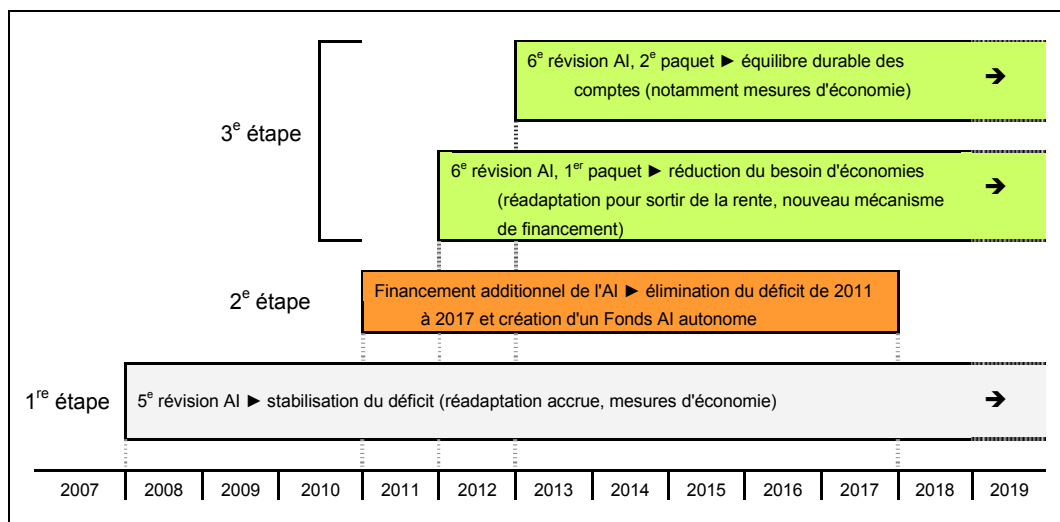 6e révision AI, 2e paquet ► équilibre durable des
comptes (notamment mesures d'économie)
➔
3e étape
6e révision AI, 1er paquet ► réduction du besoin d'économies
(réadaptation pour sortir de la rente, nouveau mécanisme
de financement)
➔
2e étape
Financement additionnel de l'AI ► élimination du déficit de 2011
à 2017 et création d'un Fonds AI autonome
1re étape
5e révision AI ► stabilisation du déficit (réadaptation accrue, mesures d'économie)
➔
2007 2008 2009 2010 2011 2012 2013 2014 2015 2016 2017 2018 2019